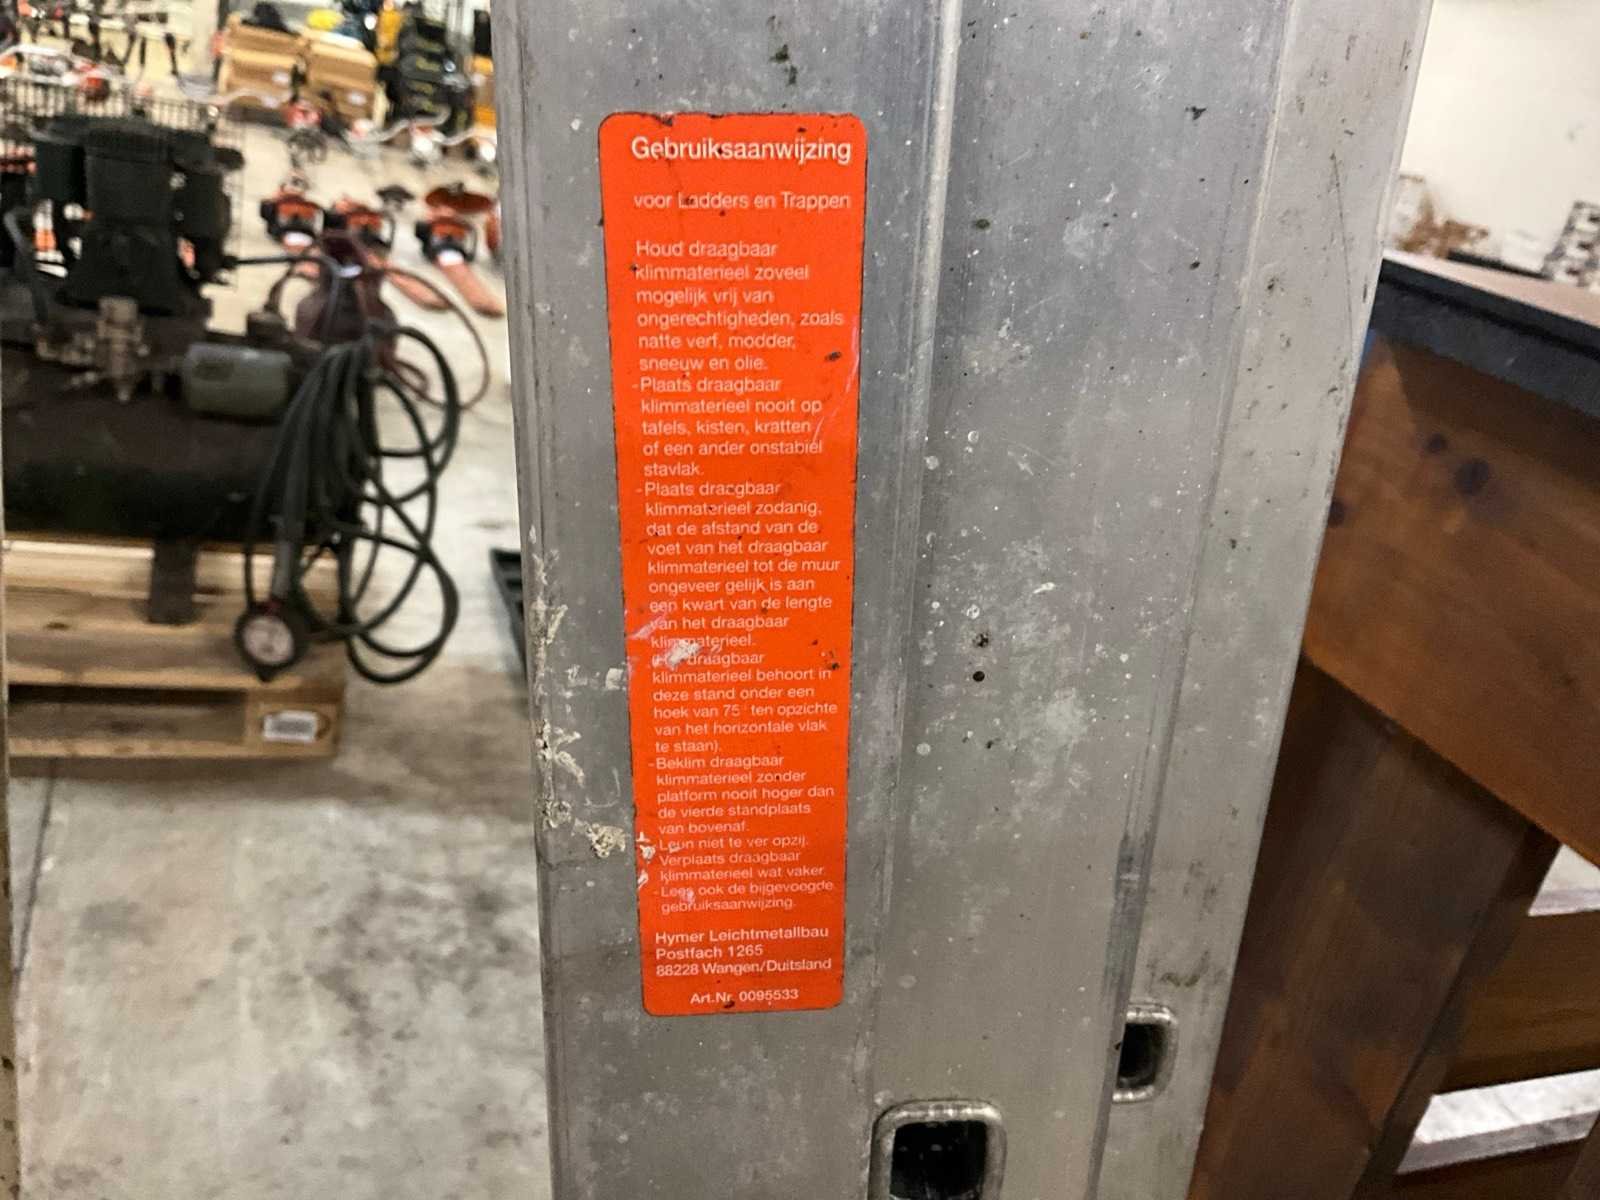 Gebruiksaanwijzing
voor Ladders en Trappen
Houd draagbaar
klimmaterieel zoveel
mogelijk vrij van
ongerechtigheden, zoals
natte verf, modder,
sneeuw en olie.
-Plaats draagbaar
klimmaterieel nooit op
tafels, kisten, kratten
of een ander onstabiel
stavlak.
-Plaats draagbaar
klimmaterieel zodanig,
dat de afstand van de
voet van het draagbaar
klimmaterieel tot de muur
ongeveer gelijk is aan
een kwart van de lengte
van het draagbaar
klimmaterieel.
(Het draagbaar
klimmaterieel behoort in
deze stand onder een
hoek van 75° ten opzichte
van het horizontale vlak
te staan).
-Beklim draagbaar
klimmaterieel zonder
platform nooit hoger dan
de vierde standplaats
van bovenaf.
Leun niet te ver opzij.
Verplaats draagbaar
klimmaterieel wat vaker.
-Lees ook de bijgevoegde
gebruiksaanwijzing.
Hymer Leichtmetallbau
Postfach 1265
88228 Wangen/Duitsland
Art.Nr. 0095533